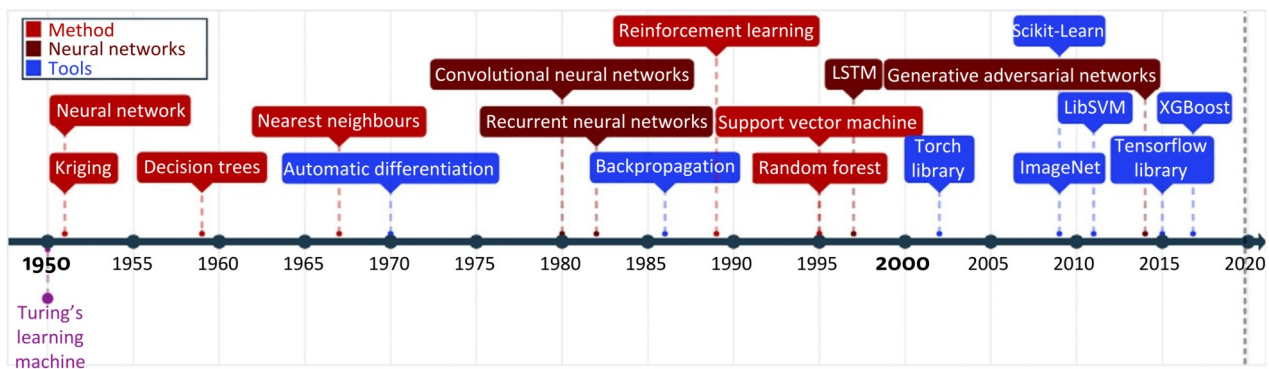 Method
Neural networks
Tools
Reinforcement learning
Scikit-Learn
Convolutional neural networks
LSTM
Generative adversarial networks
Neural network
Nearest neighbours
Recurrent neural networks
Support vector machine
LibSVM
XGBoost
Kriging
Decision trees
Automatic differentiation
Backpropagation
Random forest
Torch
library
ImageNet
Tensorflow
library
1950
1955
1960
1965
1970
1975
1980
1985
1990
1995
2000
2005
2010
2015
2020
Turing's
learning
machine